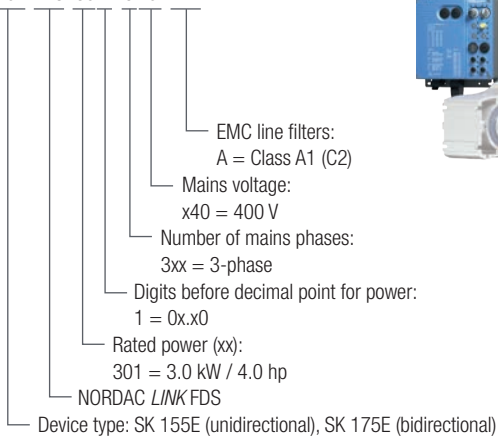 EMC line filters:
A = Class A1 (C2)
Mains voltage:
x40 = 400 V
Number of mains phases:
3xx = 3-phase
Digits before decimal point for power:
1 = 0x.x0
Rated power (xx):
301 = 3.0 kW / 4.0 hp
NORDAC LINK FDS
Device type: SK 155E (unidirectional), SK 175E (bidirectional)